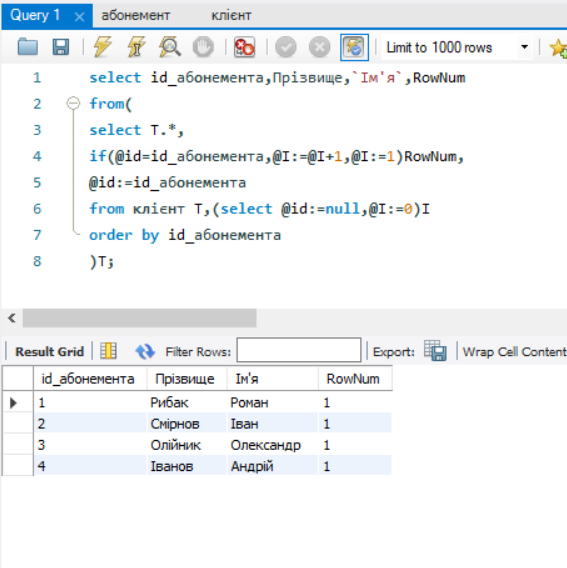 Query 1 × абонемент клієнт
Limit to 1000 rows
1 select id_абонемента,Прізвище,`Ім'я`,RowNum
2 from(
3 select T.*,
4 if(@id=id_абонемента,@I:=@I+1,@I:=1)RowNum,
5 @id:=id_абонемента
6 from клієнт T,(select @id:=null,@I:=0)I
7 order by id_абонемента
8 )T;
Result Grid Filter Rows: Export: Wrap Cell Content
id_абонемента Прізвище Ім'я RowNum
1 Рибак Роман 1
2 Смірнов Іван 1
3 Олійник Олександр 1
4 Іванов Андрій 1